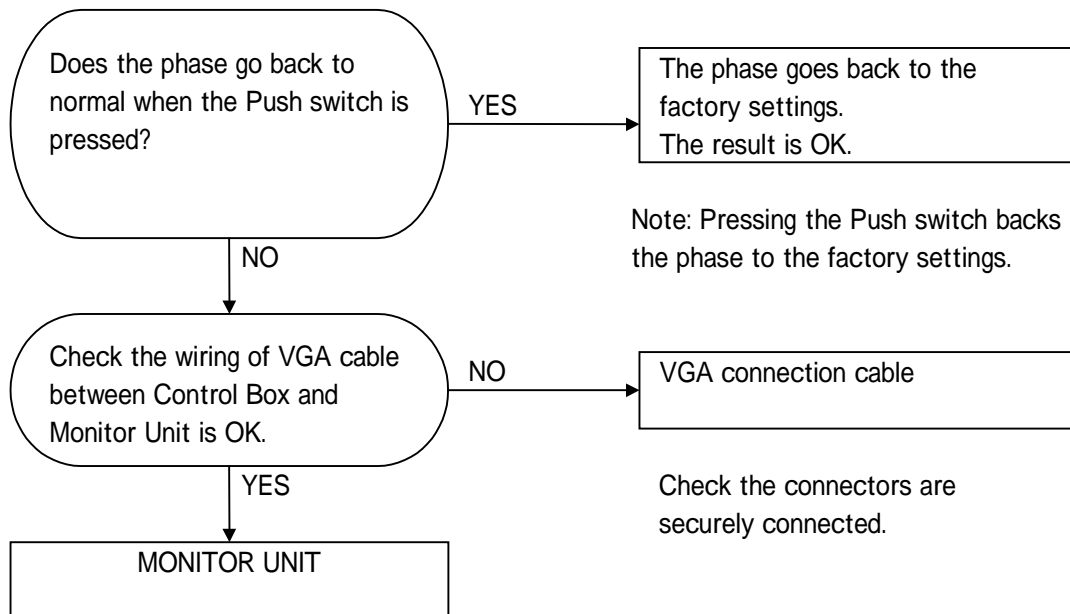 Does the phase go back to
normal when the Push switch is
pressed?
YES
The phase goes back to the
factory settings.
The result is OK.
Note: Pressing the Push switch backs
the phase to the factory settings.
NO
Check the wiring of VGA cable
between Control Box and
Monitor Unit is OK.
NO
VGA connection cable
Check the connectors are
securely connected.
YES
MONITOR UNIT